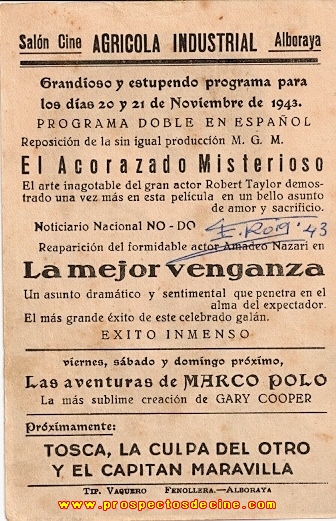 Salón Cine AGRICOLA INDUSTRIAL Alboraya
Grandioso y estupendo programa para
los días 20 y 21 de Noviembre de 1943.
PROGRAMA DOBLE EN ESPAÑOL
Reposición de la sin igual producción M. G. M.
El Acorazado Misterioso
El arte inagotable del gran actor Robert Taylor demos-
trado una vez más en esta película en un bello asunto
de amor y sacrificio.
Noticiario Nacional NO-DO E. ROIG '43
Reaparición del formidable actor Amadeo Nazari en
La mejor venganza
Un asunto dramático y sentimental que penetra en el
alma del expectador.
El más grande éxito de este celebrado galán.
EXITO INMENSO
viernes, sábado y domingo próximo,
Las aventuras de MARCO POLO
La más sublime creación de GARY COOPER
Próximamente:
TOSCA, LA CULPA DEL OTRO
Y EL CAPITAN MARAVILLA
TIP. VAQUERO FENOLLERA.—ALBORAYA
www.prospectosdecine.com